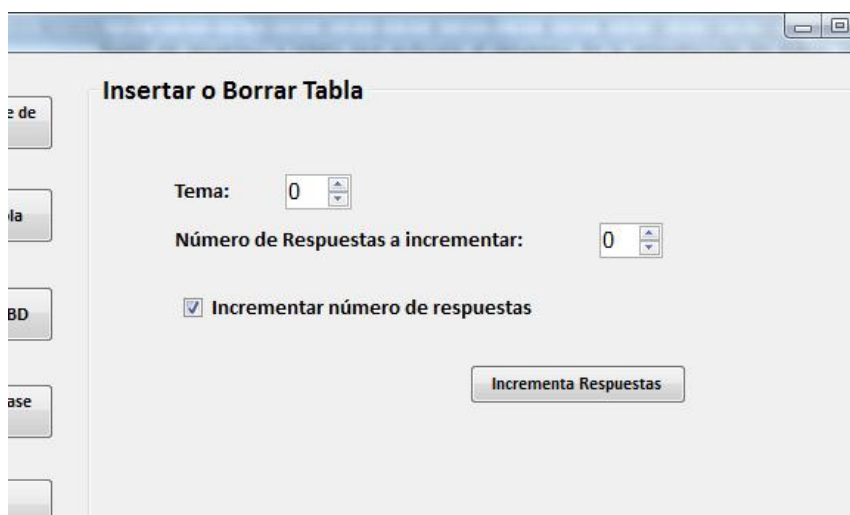 Insertar o Borrar Tabla
e de
Tema: 0
la
Número de Respuestas a incrementar: 0
Incrementar número de respuestas
BD
Incrementa Respuestas
ase